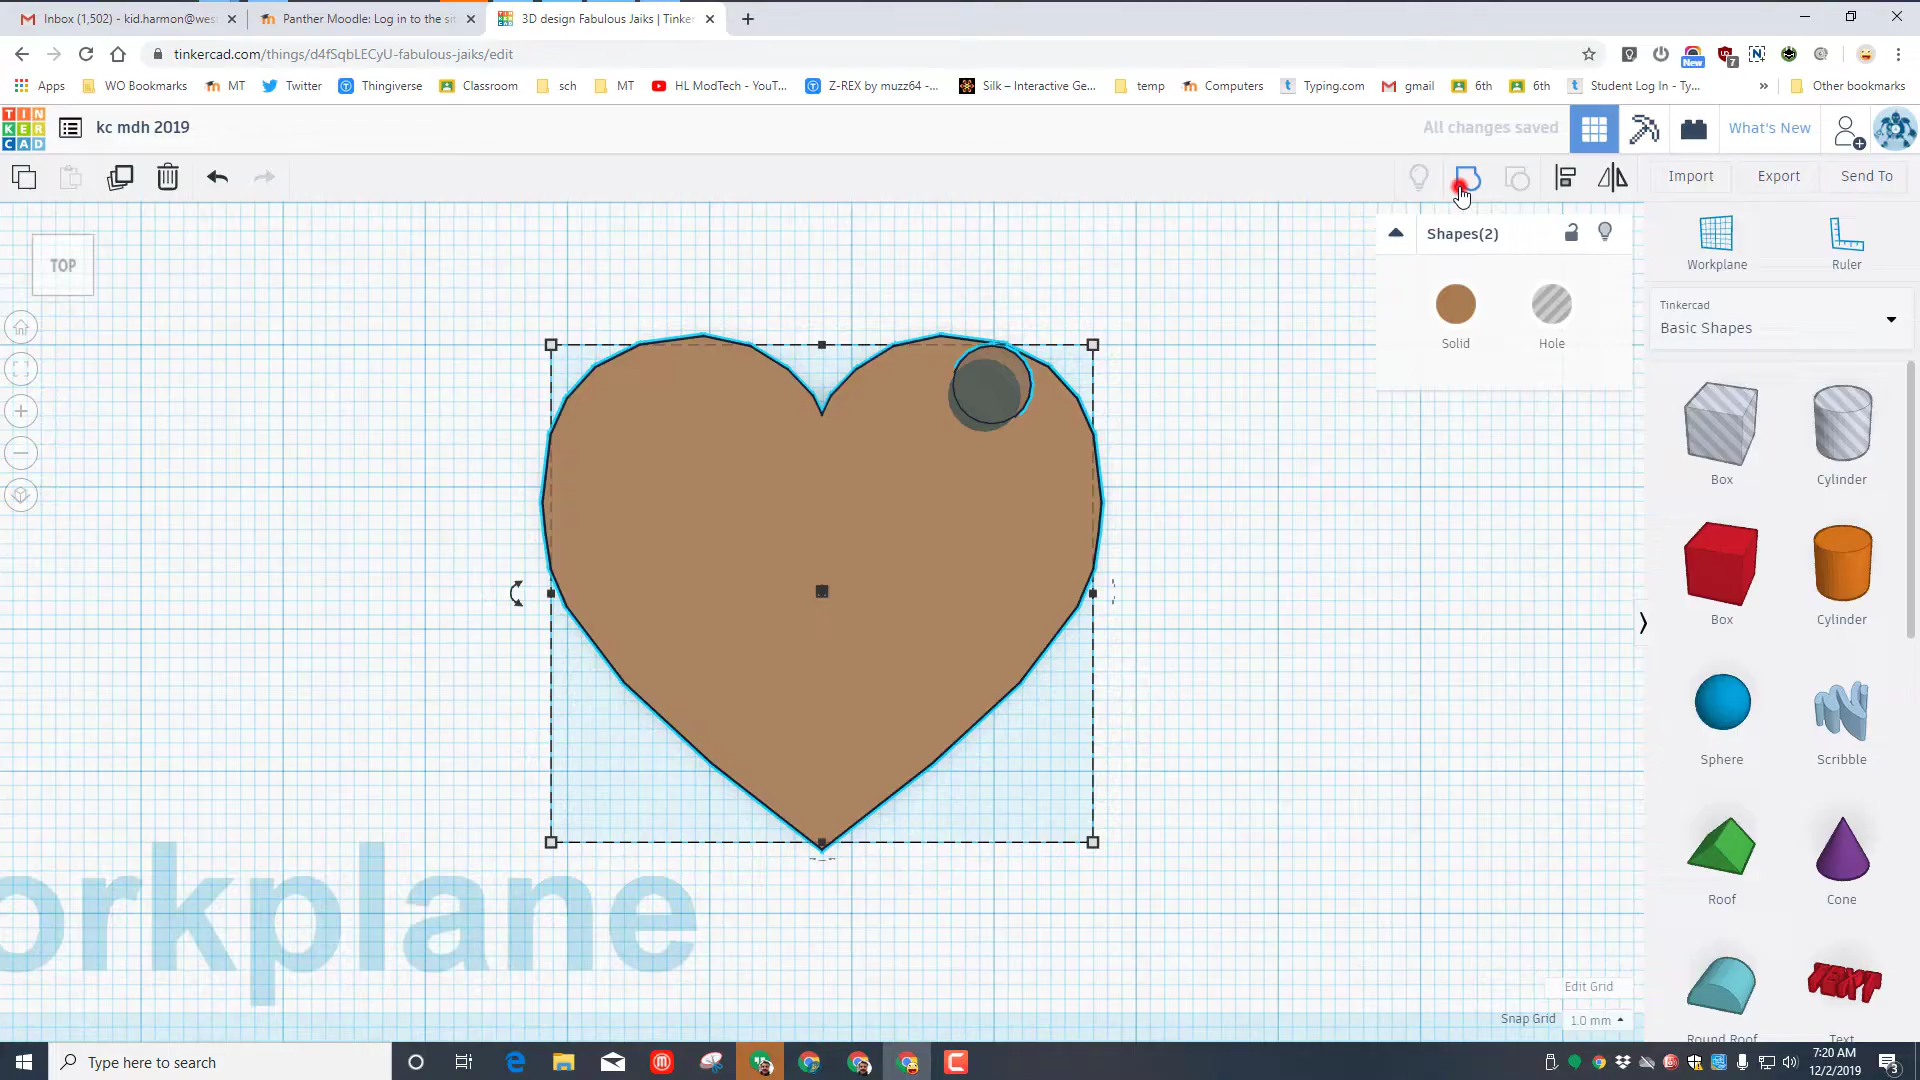 Inbox (1,502) - kid.harmon@wes
Panther Moodle: Log in to the sit
3D design Fabulous Jaiks | Tinker
tinkercad.com/things/d4fSqbLECyU-fabulous-jaiks/edit
New
7
Apps WO Bookmarks MT Twitter Thingiverse Classroom sch MT HL ModTech - YouT... Z-REX by muzz64 -... Silk – Interactive Ge... temp Computers Typing.com gmail 6th 6th Student Log In - Ty... » Other bookmarks
TIN
KER
CAD
kc mdh 2019
All changes saved
What's New
Import Export Send To
TOP
Shapes(2)
Solid Hole
Workplane Ruler
Tinkercad
Basic Shapes
Box Cylinder
Box Cylinder
Sphere Scribble
Roof Cone
TEXT
Round Roof Text
orkplane
Edit Grid
Snap Grid 1.0 mm
Type here to search
7:20 AM
12/2/2019
3